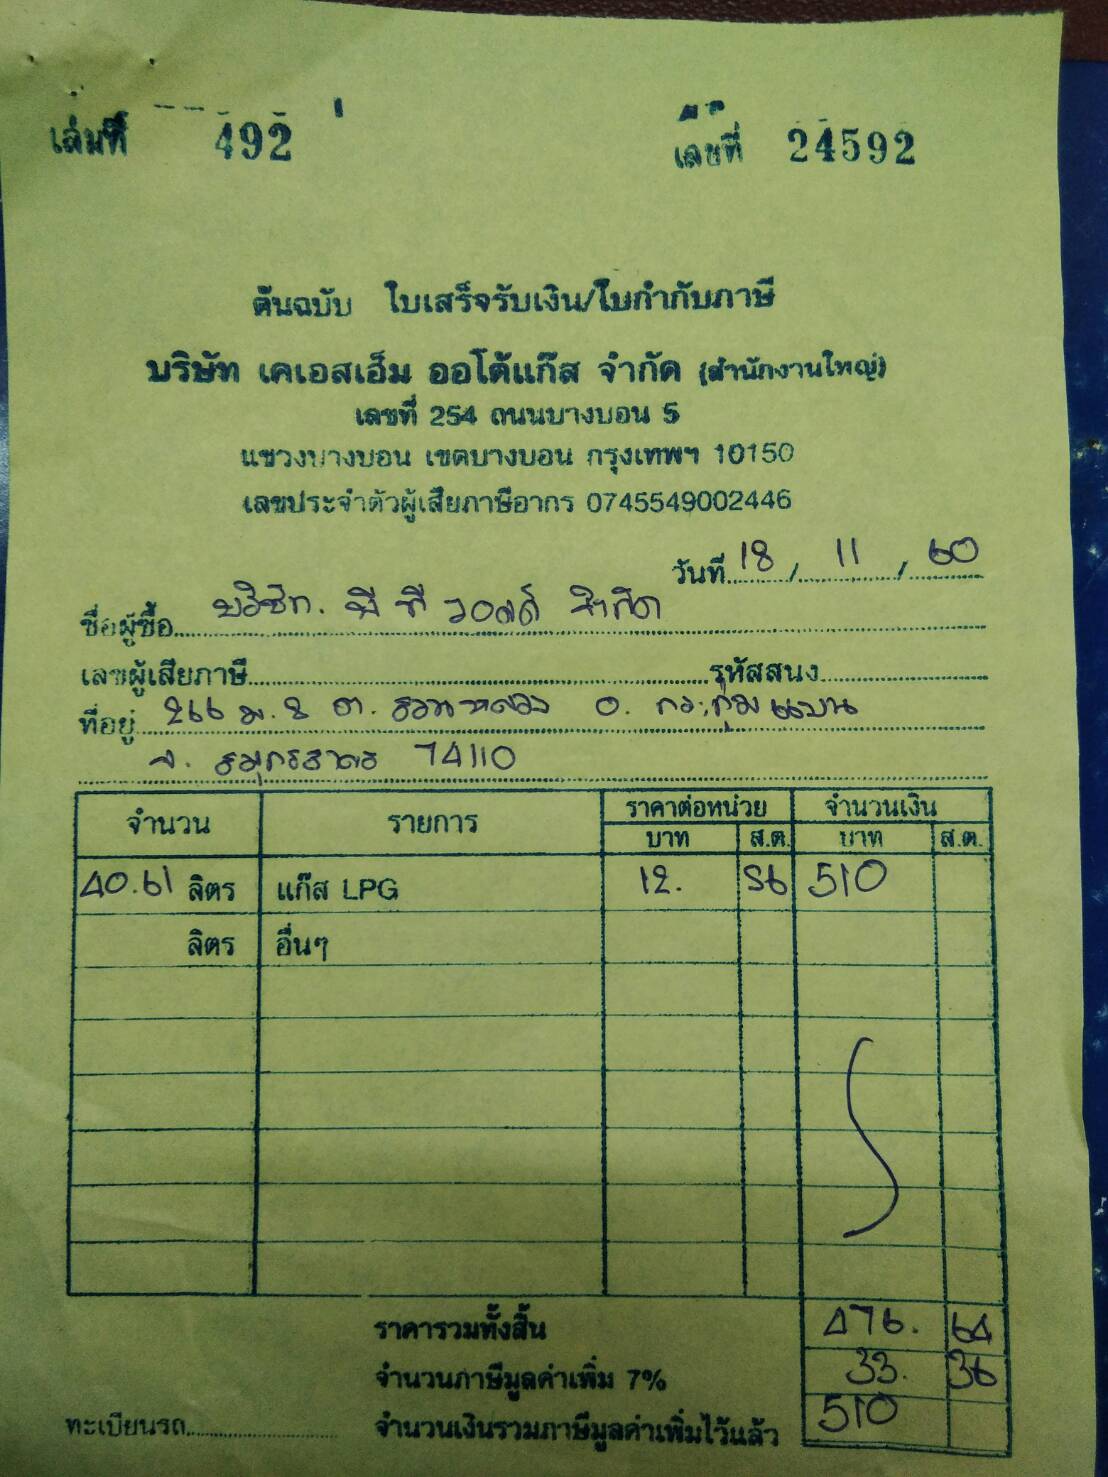 เล่มที่ 492 เลขที่ 24592
ต้นฉบับ ใบเสร็จรับเงิน/ใบกำกับภาษี
บริษัท เคเอสเอ็ม ออโต้แก๊ส จำกัด (สำนักงานใหญ่)
เลขที่ 254 ถนนบางบอน 5
แขวงบางบอน เขตบางบอน กรุงเทพฯ 10150
เลขประจำตัวผู้เสียภาษีอากร 0745549002446
วันที่ 18 / 11 / 60
ชื่อผู้ซื้อ บริษัท. พี ที จำกัด
เลขผู้เสียภาษี รหัสสนง.
ที่อยู่ 266 ม. 8 ต. สวนหลวง อ. กระทุ่มแบน
จ. สมุทรสาคร 74110
จำนวน รายการ ราคาต่อหน่วย จำนวนเงิน
บาท ส.ต. บาท ส.ต.
40.61 ลิตร แก๊ส LPG 12. 56 510
ลิตร อื่นๆ
ราคารวมทั้งสิ้น 476. 64
จำนวนภาษีมูลค่าเพิ่ม 7% 33. 36
ทะเบียนรถ จำนวนเงินรวมภาษีมูลค่าเพิ่มไว้แล้ว 510